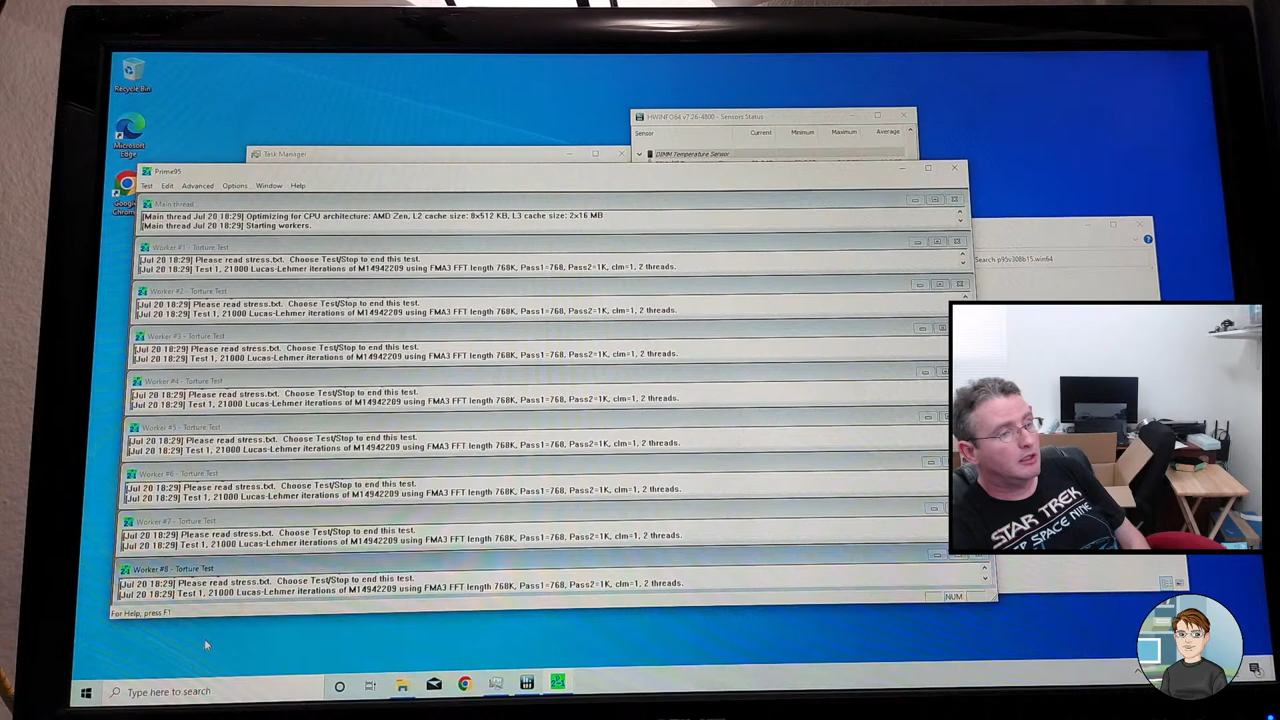 Recycle Bin
Microsoft
Edge
Google
Chrome
HWiNFO64 v7.26-4800 - Sensors Status
Sensor Current Minimum Maximum Average
DIMM Temperature Sensor
Task Manager
Prime95
Test Edit Advanced Options Window Help
Main thread
[Main thread Jul 20 18:29] Optimizing for CPU architecture: AMD Zen, L2 cache size: 8x512 KB, L3 cache size: 2x16 MB
[Main thread Jul 20 18:29] Starting workers.
Worker #1 - Torture Test
[Jul 20 18:29] Please read stress.txt. Choose Test/Stop to end this test.
[Jul 20 18:29] Test 1, 21000 Lucas-Lehmer iterations of M14942209 using FMA3 FFT length 768K, Pass1=768, Pass2=1K, clm=1, 2 threads.
Search p95v308b15.win64
Worker #2 - Torture Test
[Jul 20 18:29] Please read stress.txt. Choose Test/Stop to end this test.
[Jul 20 18:29] Test 1, 21000 Lucas-Lehmer iterations of M14942209 using FMA3 FFT length 768K, Pass1=768, Pass2=1K, clm=1, 2 threads.
Worker #3 - Torture Test
[Jul 20 18:29] Please read stress.txt. Choose Test/Stop to end this test.
[Jul 20 18:29] Test 1, 21000 Lucas-Lehmer iterations of M14942209 using FMA3 FFT length 768K, Pass1=768, Pass2=1K, clm=1, 2 threads.
Worker #4 - Torture Test
[Jul 20 18:29] Please read stress.txt. Choose Test/Stop to end this test.
[Jul 20 18:29] Test 1, 21000 Lucas-Lehmer iterations of M14942209 using FMA3 FFT length 768K, Pass1=768, Pass2=1K, clm=1, 2 threads.
Worker #5 - Torture Test
[Jul 20 18:29] Please read stress.txt. Choose Test/Stop to end this test.
[Jul 20 18:29] Test 1, 21000 Lucas-Lehmer iterations of M14942209 using FMA3 FFT length 768K, Pass1=768, Pass2=1K, clm=1, 2 threads.
Worker #6 - Torture Test
[Jul 20 18:29] Please read stress.txt. Choose Test/Stop to end this test.
[Jul 20 18:29] Test 1, 21000 Lucas-Lehmer iterations of M14942209 using FMA3 FFT length 768K, Pass1=768, Pass2=1K, clm=1, 2 threads.
Worker #7 - Torture Test
[Jul 20 18:29] Please read stress.txt. Choose Test/Stop to end this test.
[Jul 20 18:29] Test 1, 21000 Lucas-Lehmer iterations of M14942209 using FMA3 FFT length 768K, Pass1=768, Pass2=1K, clm=1, 2 threads.
Worker #8 - Torture Test
[Jul 20 18:29] Please read stress.txt. Choose Test/Stop to end this test.
[Jul 20 18:29] Test 1, 21000 Lucas-Lehmer iterations of M14942209 using FMA3 FFT length 768K, Pass1=768, Pass2=1K, clm=1, 2 threads.
For Help, press F1
NUM
STAR TREK
DEEP SPACE NINE
Type here to search